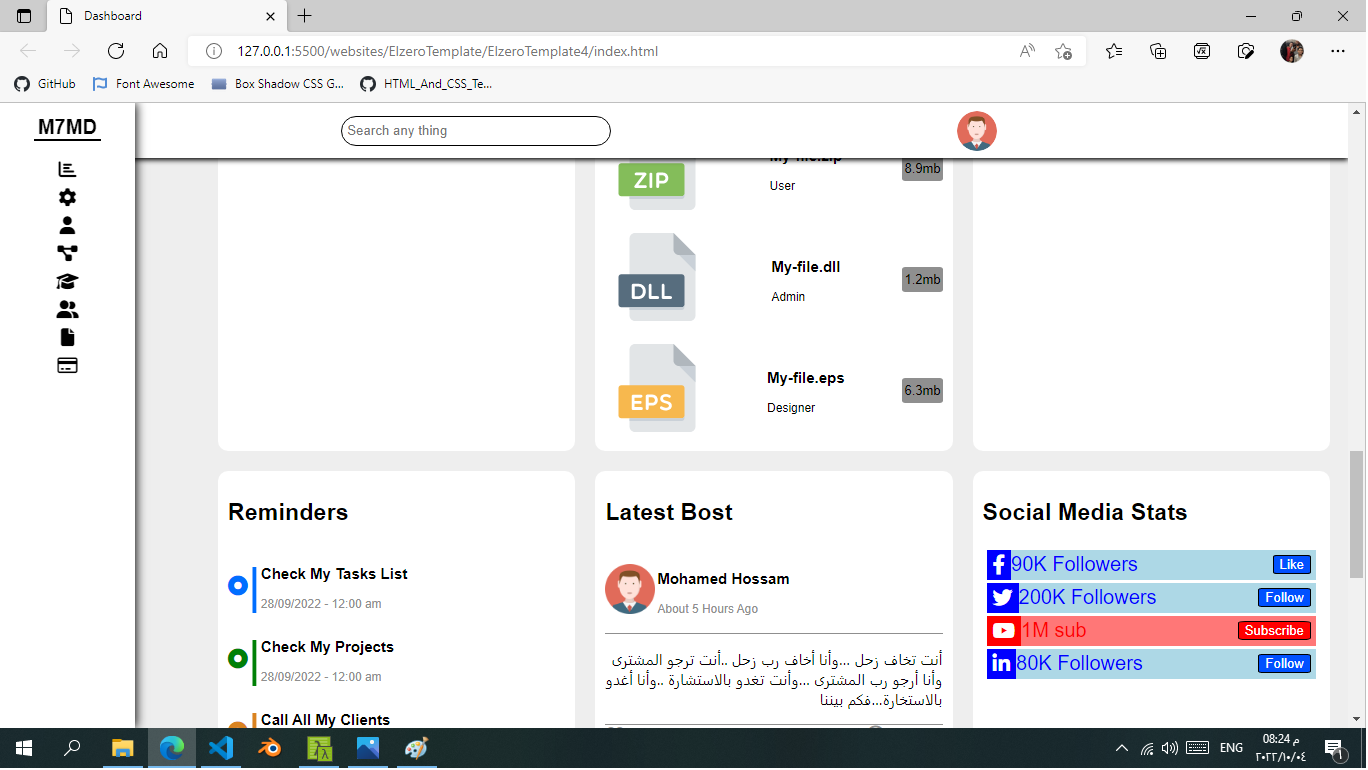 Dashboard
127.0.0.1:5500/websites/ElzeroTemplate/ElzeroTemplate4/index.html
GitHub
Font Awesome
Box Shadow CSS G...
HTML_And_CSS_Te...
M7MD
Search any thing
My-file.zip
User
8.9mb
ZIP
My-file.dll
Admin
1.2mb
DLL
My-file.eps
Designer
6.3mb
EPS
Reminders
Check My Tasks List
28/09/2022 - 12:00 am
Check My Projects
28/09/2022 - 12:00 am
Call All My Clients
Latest Bost
Mohamed Hossam
About 5 Hours Ago
أنت تخاف زحل ...وأنا أخاف رب زحل ..أنت ترجو المشترى
وأنا أرجو رب المشترى ...وأنت تغدو بالاستشارة ..وأنا أغدو
بالاستخارة...فكم بيننا
Social Media Stats
90K Followers
Like
200K Followers
Follow
1M sub
Subscribe
80K Followers
Follow
ENG
08:24 م
٢٠٢٢/١٠/٠٤
1